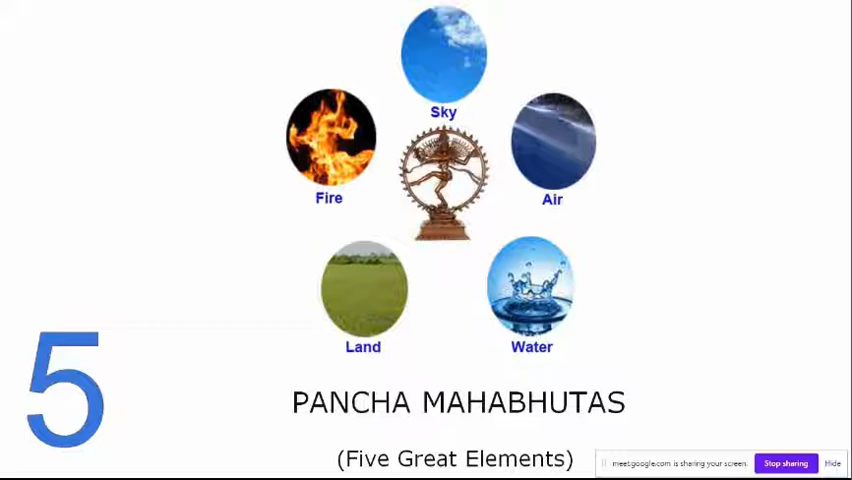 Sky
Fire
Air
Land
Water
5
PANCHA MAHABHUTAS
(Five Great Elements)
meet.google.com is sharing your screen.
Stop sharing
Hide